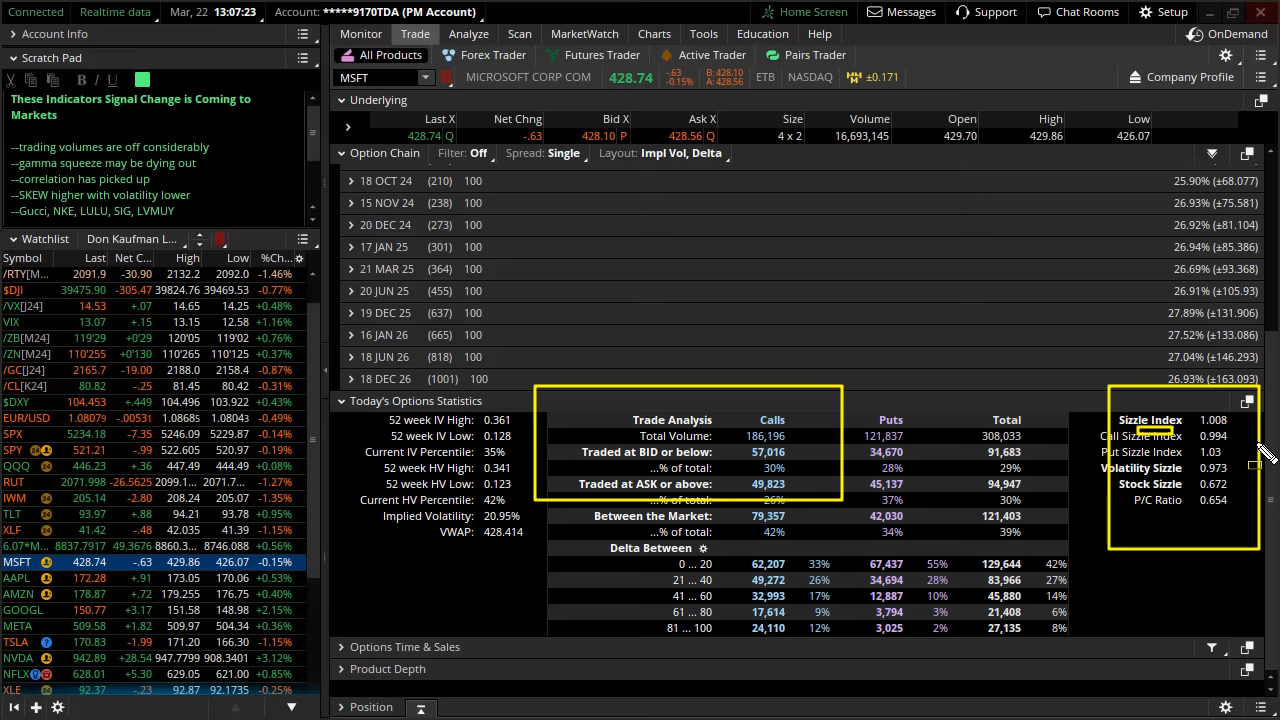 Connected Realtime data Mar, 22 13:07:23 Account: *****9170TDA (PM Account) Home Screen Messages Support Chat Rooms Setup
Account Info
Monitor Trade Analyze Scan MarketWatch Charts Tools Education Help OnDemand
Scratch Pad
All Products Forex Trader Futures Trader Active Trader Pairs Trader
B I U
MSFT MICROSOFT CORP COM 428.74 -.63 -0.15% B: 428.10 A: 428.56 ETB NASDAQ ±0.171 Company Profile
These Indicators Signal Change is Coming to
Markets
--trading volumes are off considerably
--gamma squeeze may be dying out
--correlation has picked up
--SKEW higher with volatility lower
--Gucci, NKE, LULU, SIG, LVMUY
Underlying
Last X Net Chng Bid X Ask X Size Volume Open High Low
428.74 Q -.63 428.10 P 428.56 Q 4 x 2 16,693,145 429.70 429.86 426.07
Option Chain Filter: Off Spread: Single Layout: Impl Vol, Delta
18 OCT 24 (210) 100 25.90% (±68.077)
15 NOV 24 (238) 100 26.93% (±75.581)
20 DEC 24 (273) 100 26.92% (±81.104)
17 JAN 25 (301) 100 26.94% (±85.386)
21 MAR 25 (364) 100 26.69% (±93.368)
20 JUN 25 (455) 100 26.91% (±105.93)
19 DEC 25 (637) 100 27.89% (±131.906)
16 JAN 26 (665) 100 27.52% (±133.086)
18 JUN 26 (818) 100 27.04% (±146.293)
18 DEC 26 (1001) 100 26.93% (±163.093)
Watchlist Don Kaufman L...
Symbol Last Net C... High Low %Ch...
/RTY[M... 2091.9 -30.90 2132.2 2092.0 -1.46%
$DJI 39475.90 -305.47 39824.76 39469.53 -0.77%
/VX[J24] 14.53 +.07 14.65 14.25 +0.48%
VIX 13.07 +.15 13.15 12.58 +1.16%
/ZB[M24] 119'29 +0'29 120'05 119'02 +0.76%
/ZN[M24] 110'255 +0'130 110'265 110'125 +0.37%
/GC[J24] 2165.7 -19.00 2188.0 2158.4 -0.87%
/CL[K24] 80.82 -.25 81.45 80.42 -0.31%
$DXY 104.453 +.449 104.496 103.922 +0.43%
EUR/USD 1.08079 -.00531 1.08685 1.08043 -0.49%
SPX 5234.18 -7.35 5246.09 5229.87 -0.14%
SPY 521.21 -.99 522.605 520.97 -0.19%
QQQ 446.23 +.36 447.49 444.49 +0.08%
RUT 2071.998 -26.5625 2099.1... 2071.7... -1.27%
IWM 205.14 -2.80 208.24 205.07 -1.35%
TLT 93.97 +.88 94.21 93.78 +0.95%
XLF 41.42 -.48 42.035 41.39 -1.15%
6.07*M... 8837.7917 49.3676 8860.3... 8746.088 +0.56%
MSFT 428.74 -.63 429.86 426.07 -0.15%
AAPL 172.28 +.91 173.05 170.06 +0.53%
AMZN 178.87 +.72 179.25 176.75 +0.40%
GOOGL 150.77 +3.17 151.58 148.98 +2.15%
META 509.58 +1.82 509.97 504.34 +0.36%
TSLA 170.83 -1.99 171.20 166.30 -1.15%
NVDA 942.89 +28.54 947.7799 908.3401 +3.12%
NFLX 628.01 +5.30 629.05 621.00 +0.85%
XLE 92.37 -.23 92.87 92.1735 -0.25%
Today's Options Statistics
52 week IV High: 0.361 Trade Analysis Calls Puts Total Sizzle Index 1.008
52 week IV Low: 0.128 Total Volume: 186,196 121,837 308,033 Call Sizzle Index 0.994
Current IV Percentile: 35% Traded at BID or below: 57,016 34,670 91,683 Put Sizzle Index 1.03
52 week HV High: 0.341 ...% of total: 30% 28% 29% Volatility Sizzle 0.973
52 week HV Low: 0.123 Traded at ASK or above: 49,823 45,137 94,947 Stock Sizzle 0.672
Current HV Percentile: 42% ...% of total: 26% 37% 30% P/C Ratio 0.654
Implied Volatility: 20.95% Between the Market: 79,357 42,030 121,403
VWAP: 428.414 ...% of total: 42% 34% 39%
Delta Between
0 ... 20 62,207 33% 67,437 55% 129,644 42%
21 ... 40 49,272 26% 34,694 28% 83,966 27%
41 ... 60 32,993 17% 12,887 10% 45,880 14%
61 ... 80 17,614 9% 3,794 3% 21,408 6%
81 ... 100 24,110 12% 3,025 2% 27,135 8%
Options Time & Sales
Product Depth
Position